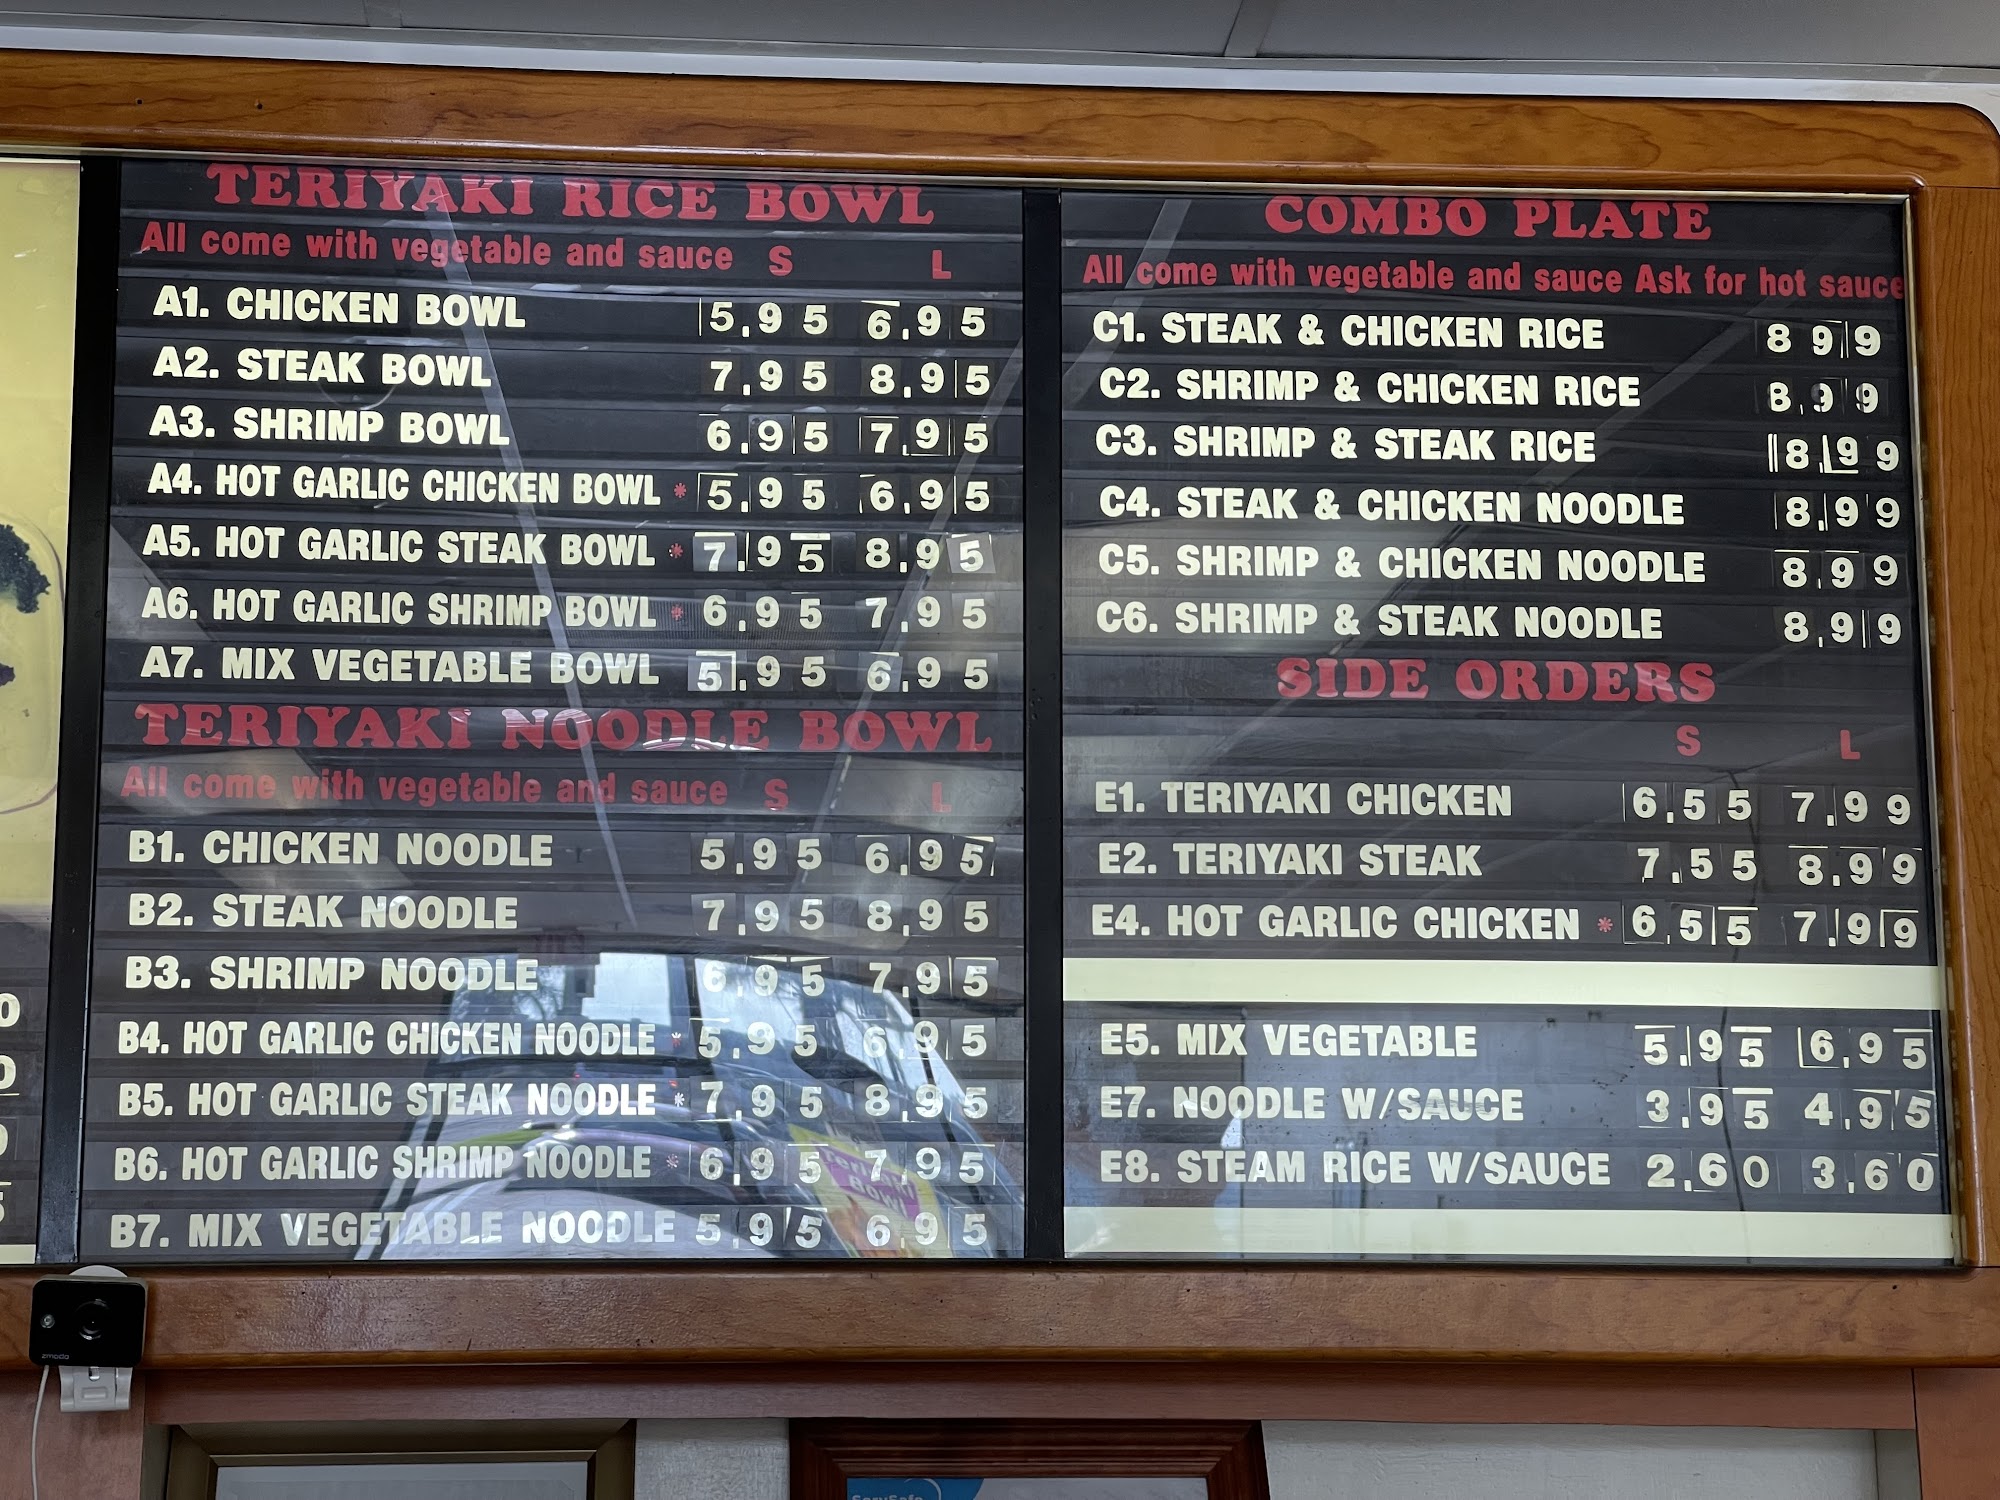 TERIYAKI RICE BOWL
All come with vegetable and sauce S L
A1. CHICKEN BOWL 5.95 6.95
A2. STEAK BOWL 7.95 8.95
A3. SHRIMP BOWL 6.95 7.95
A4. HOT GARLIC CHICKEN BOWL * 5.95 6.95
A5. HOT GARLIC STEAK BOWL * 7.95 8.95
A6. HOT GARLIC SHRIMP BOWL * 6.95 7.95
A7. MIX VEGETABLE BOWL 5.95 6.95
TERIYAKI NOODLE BOWL
All come with vegetable and sauce S L
B1. CHICKEN NOODLE 5.95 6.95
B2. STEAK NOODLE 7.95 8.95
B3. SHRIMP NOODLE 6.95 7.95
B4. HOT GARLIC CHICKEN NOODLE * 5.95 6.95
B5. HOT GARLIC STEAK NOODLE * 7.95 8.95
B6. HOT GARLIC SHRIMP NOODLE * 6.95 7.95
B7. MIX VEGETABLE NOODLE 5.95 6.95
COMBO PLATE
All come with vegetable and sauce Ask for hot sauce
C1. STEAK & CHICKEN RICE 8 99
C2. SHRIMP & CHICKEN RICE 8.99
C3. SHRIMP & STEAK RICE 8.99
C4. STEAK & CHICKEN NOODLE 8.99
C5. SHRIMP & CHICKEN NOODLE 8.99
C6. SHRIMP & STEAK NOODLE 8.99
SIDE ORDERS
S L
E1. TERIYAKI CHICKEN 6.55 7.99
E2. TERIYAKI STEAK 7.55 8.99
E4. HOT GARLIC CHICKEN * 6.55 7.99
E5. MIX VEGETABLE 5.95 6.95
E7. NOODLE W/SAUCE 3.95 4.95
E8. STEAM RICE W/SAUCE 2.60 3.60
zmodo
ServSafe